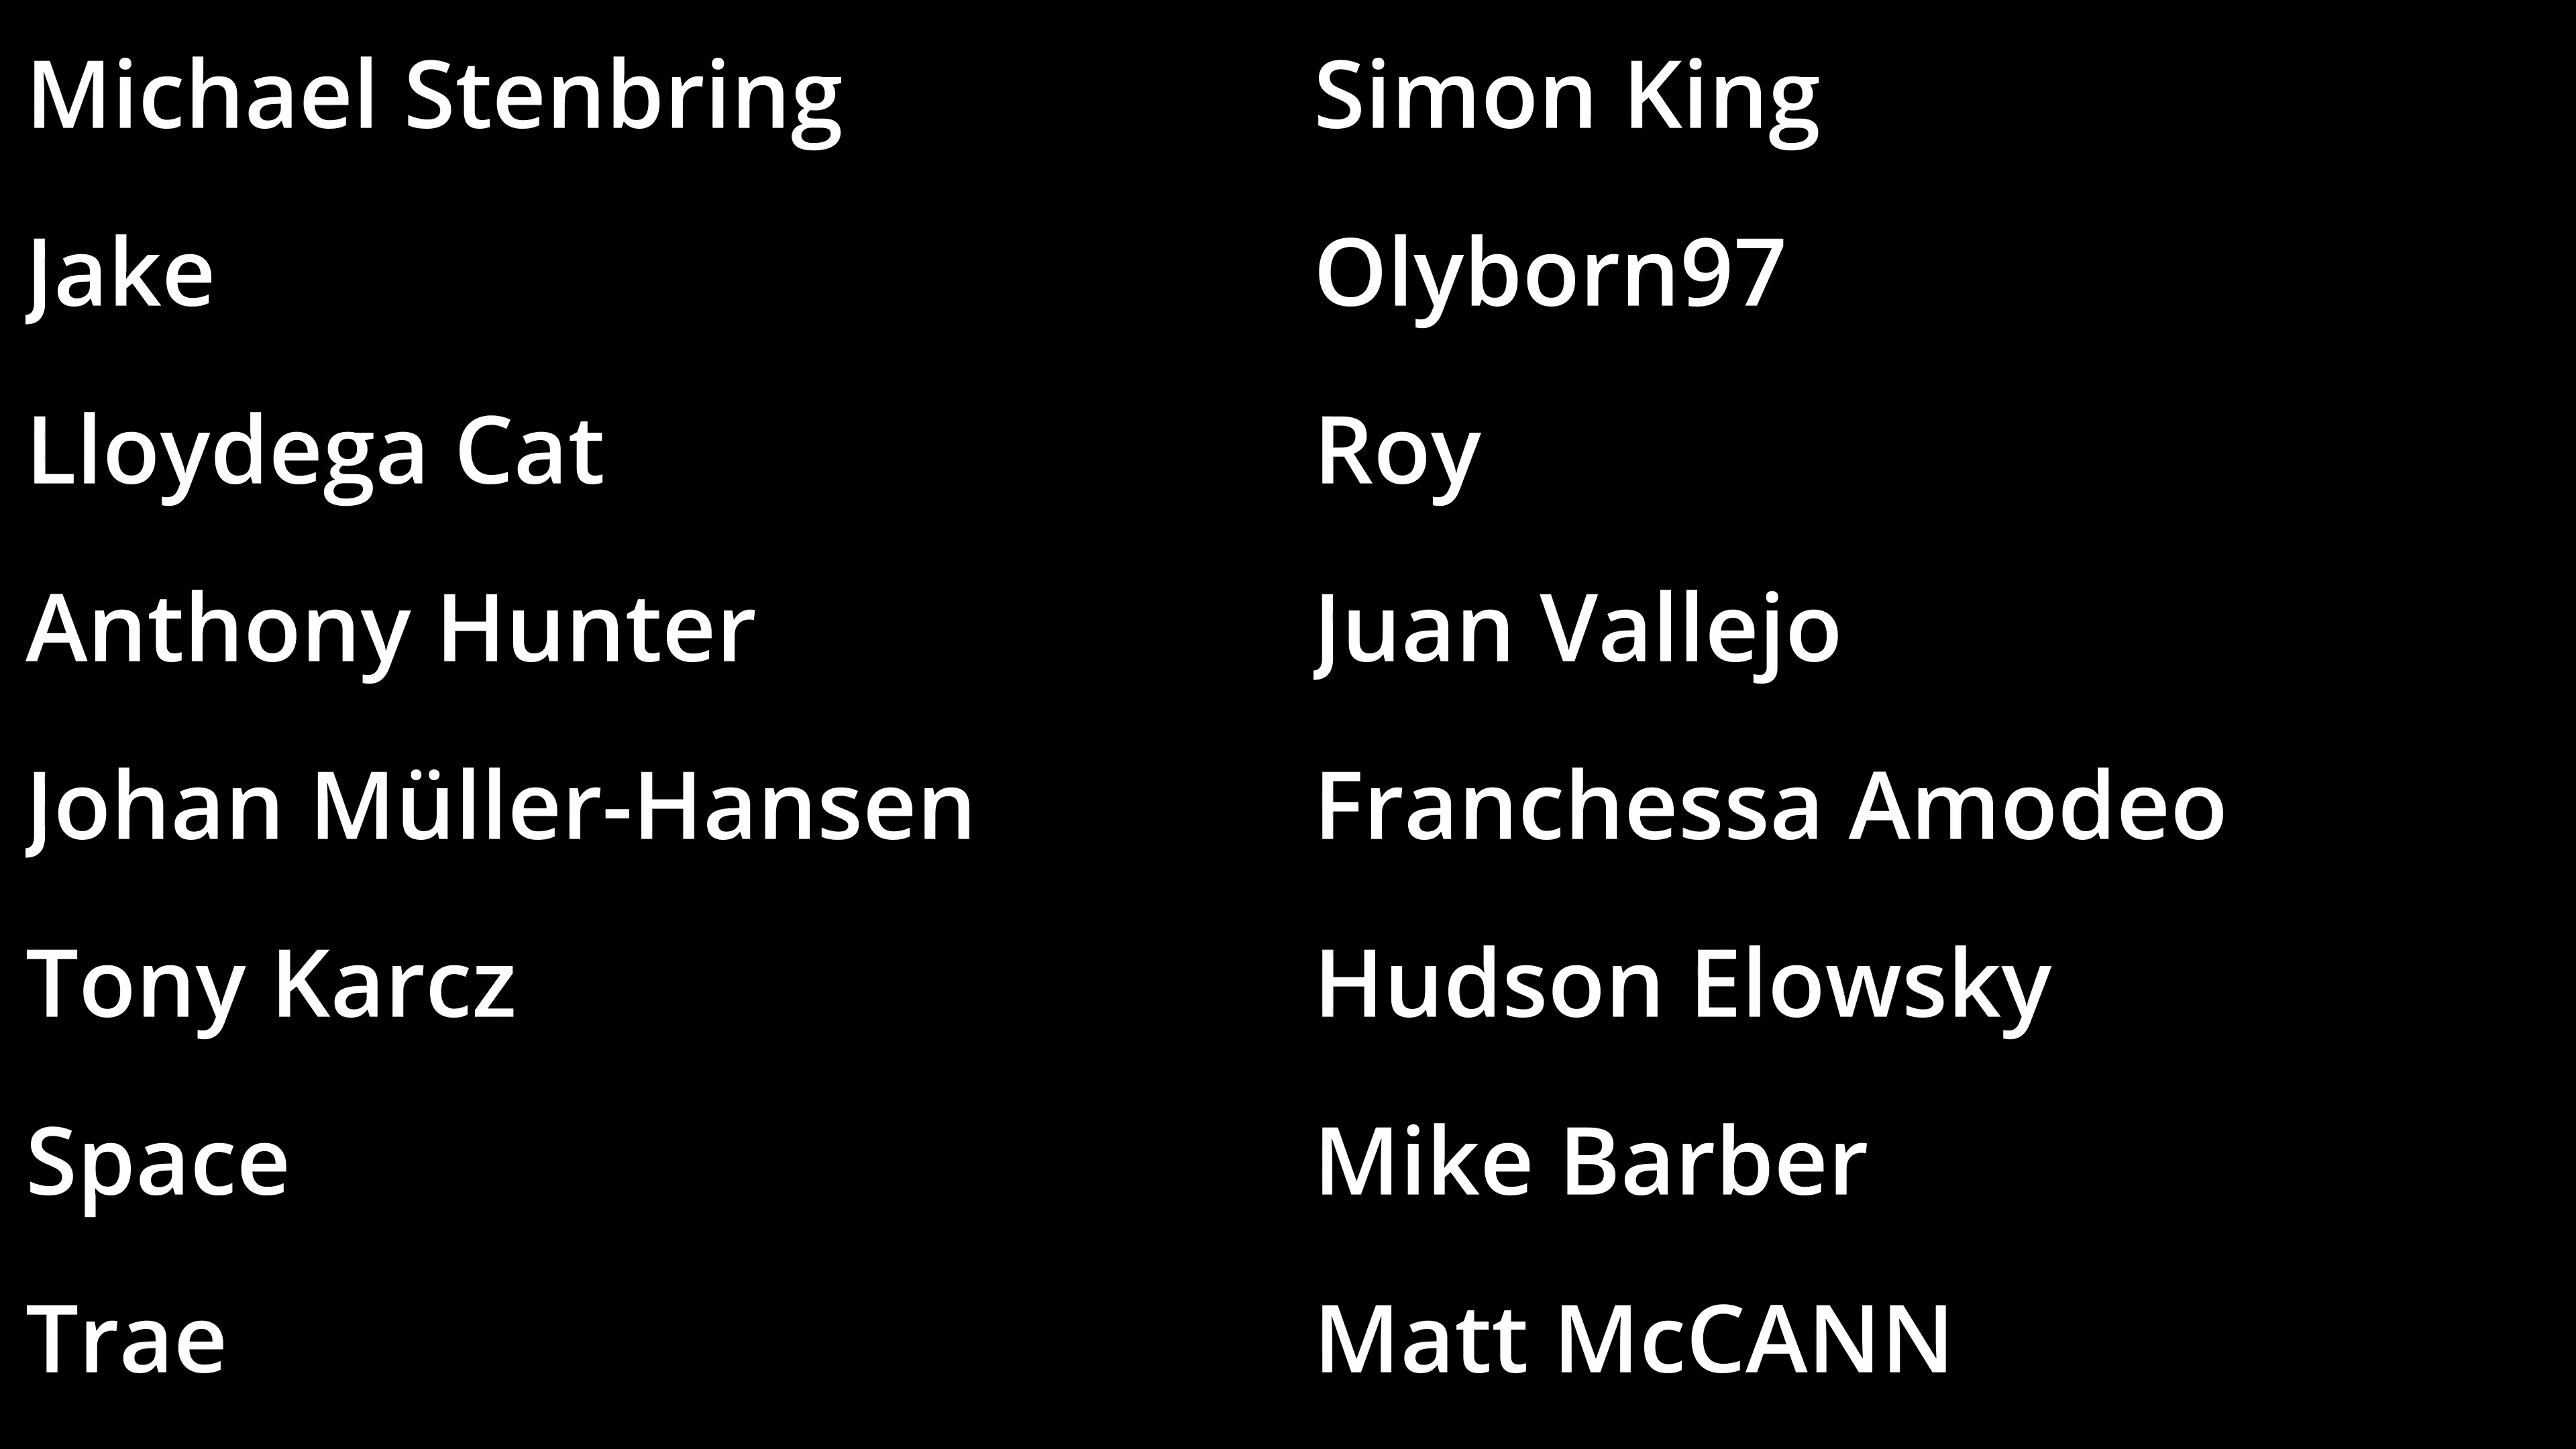 Michael Stenbring
Jake
Lloydega Cat
Anthony Hunter
Johan Müller-Hansen
Tony Karcz
Space
Trae
Simon King
Olyborn97
Roy
Juan Vallejo
Franchessa Amodeo
Hudson Elowsky
Mike Barber
Matt McCANN